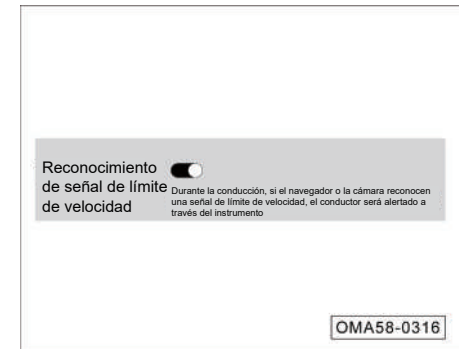 Reconocimiento
de señal de límite
de velocidad
Durante la conducción, si el navegador o la cámara reconocen
una señal de límite de velocidad, el conductor será alertado a
través del instrumento
OMA58-0316